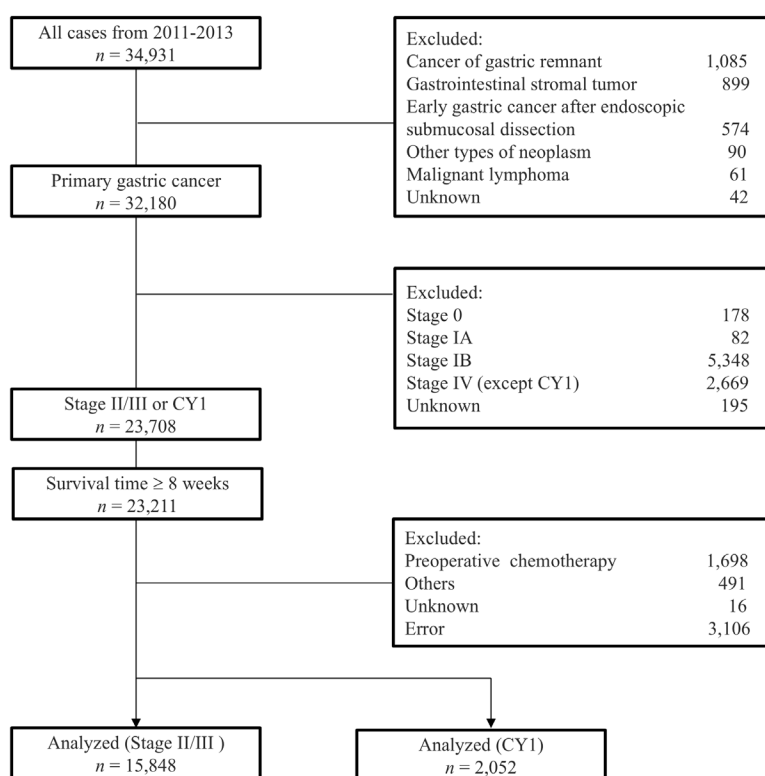 All cases from 2011-2013
n = 34,931
Excluded:
Cancer of gastric remnant 1,085
Gastrointestinal stromal tumor 899
Early gastric cancer after endoscopic
submucosal dissection 574
Other types of neoplasm 90
Malignant lymphoma 61
Unknown 42
Primary gastric cancer
n = 32,180
Excluded:
Stage 0 178
Stage IA 82
Stage IB 5,348
Stage IV (except CY1) 2,669
Unknown 195
Stage II/III or CY1
n = 23,708
Survival time ≥ 8 weeks
n = 23,211
Excluded:
Preoperative chemotherapy 1,698
Others 491
Unknown 16
Error 3,106
Analyzed (Stage II/III )
n = 15,848
Analyzed (CY1)
n = 2,052